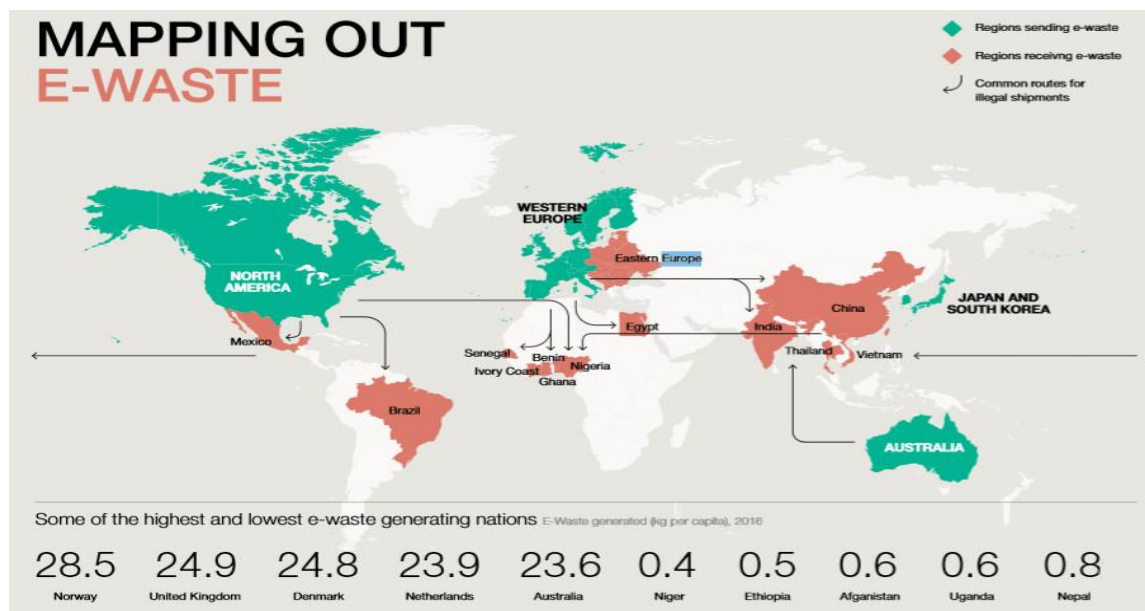 MAPPING OUT
E-WASTE
Regions sending e-waste
Regions receivng e-waste
Common routes for
illegal shipments
WESTERN
EUROPE
Eastern Europe
NORTH
AMERICA
JAPAN AND
SOUTH KOREA
China
Mexico
Egypt
India
Senegal
Benin
Nigeria
Thailand
Vietnam
Ivory Coast
Ghana
Brazil
AUSTRALIA
Some of the highest and lowest e-waste generating nations E-Waste generated (kg per capita), 2016
28.5 24.9 24.8 23.9 23.6 0.4 0.5 0.6 0.6 0.8
Norway United Kingdom Denmark Netherlands Australia Niger Ethiopia Afganistan Uganda Nepal